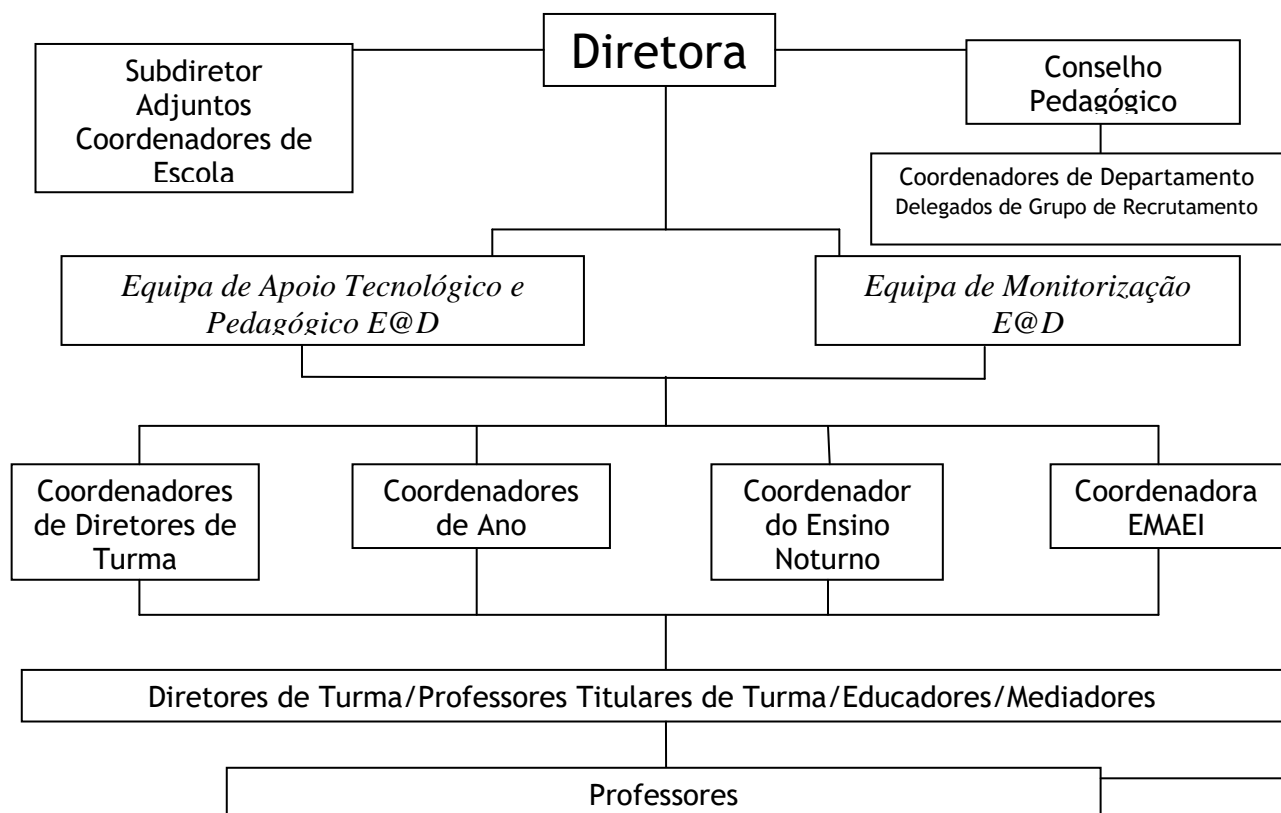 Diretora
Subdiretor
Adjuntos
Coordenadores de
Escola
Conselho
Pedagógico
Coordenadores de Departamento
Delegados de Grupo de Recrutamento
Equipa de Apoio Tecnológico e
Pedagógico E@D
Equipa de Monitorização
E@D
Coordenadores
de Diretores de
Turma
Coordenadores
de Ano
Coordenador
do Ensino
Noturno
Coordenadora
EMAEI
Diretores de Turma/Professores Titulares de Turma/Educadores/Mediadores
Professores